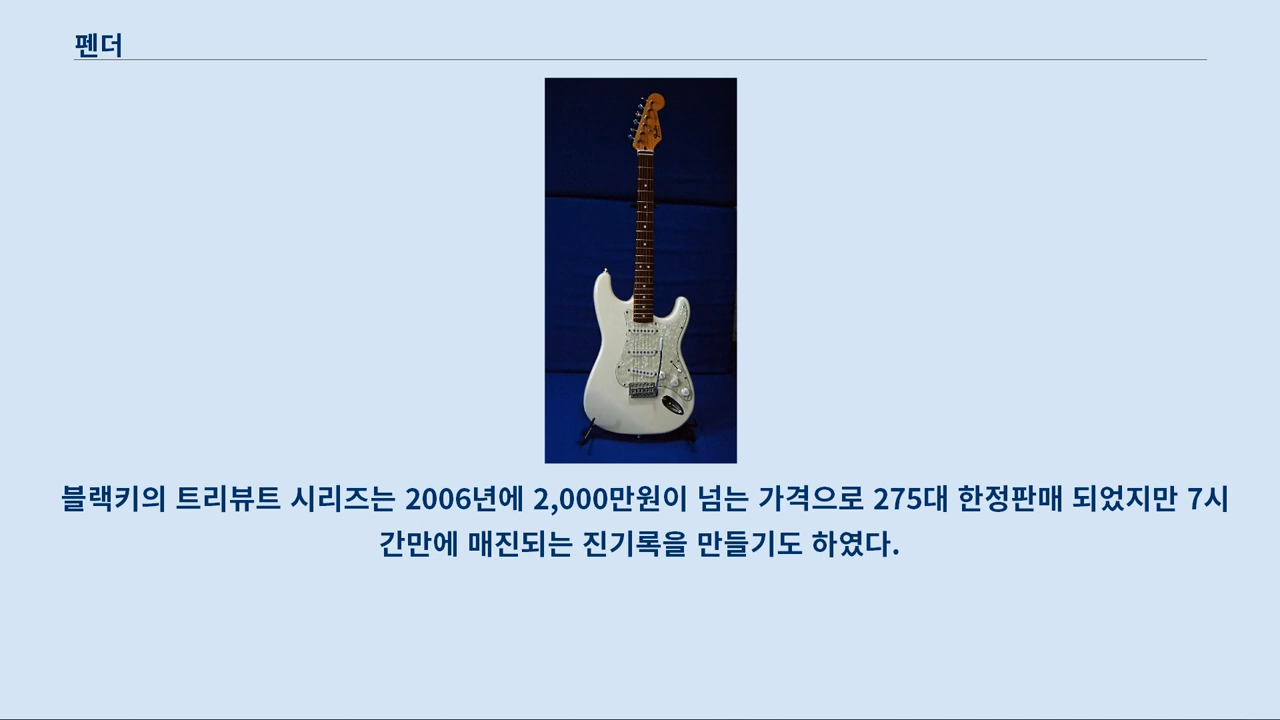 펜더
블랙키의 트리뷰트 시리즈는 2006년에 2,000만원이 넘는 가격으로 275대 한정판매 되었지만 7시
간만에 매진되는 진기록을 만들기도 하였다.